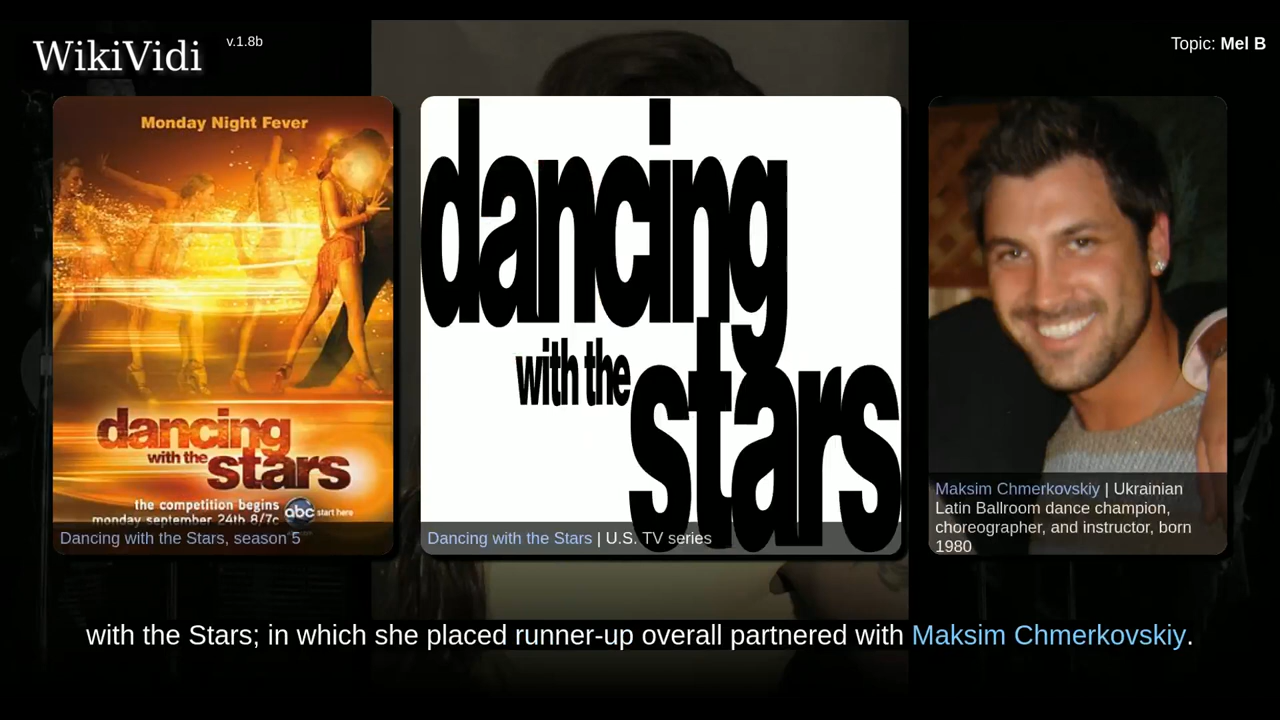 WikiVidi
v.1.8b
Topic: Mel B
Monday Night Fever
dancing
with the
stars
the competition begins
monday september 24th 8/7c
abc
start here
Dancing with the Stars, season 5
dancing
with the
stars
Dancing with the Stars | U.S. TV series
Maksim Chmerkovskiy | Ukrainian
Latin Ballroom dance champion,
choreographer, and instructor, born
1980
with the Stars; in which she placed runner-up overall partnered with Maksim Chmerkovskiy.